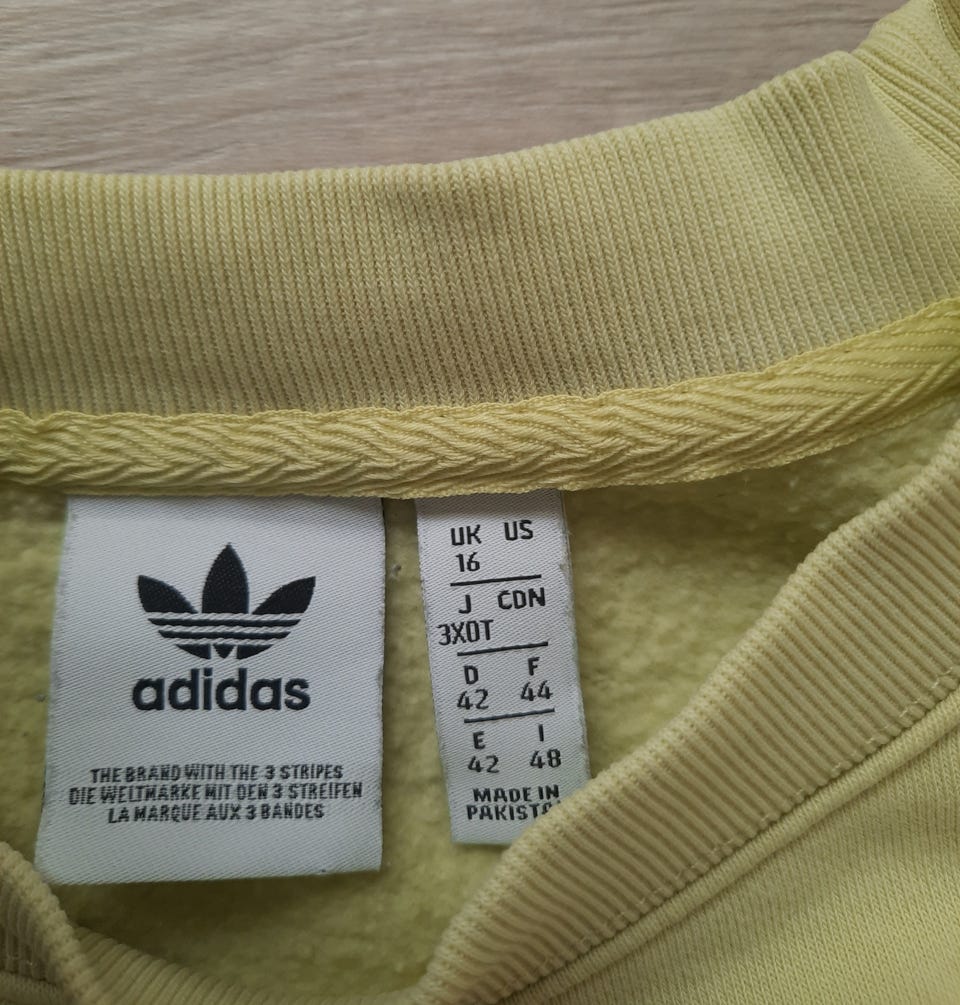 adidas
THE BRAND WITH THE 3 STRIPES
DIE WELTMARKE MIT DEN 3 STREIFEN
LA MARQUE AUX 3 BANDES
UK US
16
J CDN
3XOT
D F
42 44
E I
42 48
MADE IN